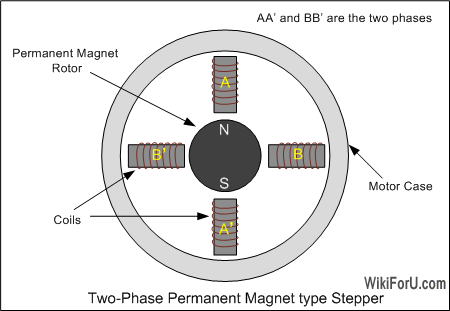 AA' and BB' are the two phases
Permanent Magnet
Rotor
A
N
B'
B
S
Motor Case
Coils
A'
WikiForU.com
Two-Phase Permanent Magnet type Stepper